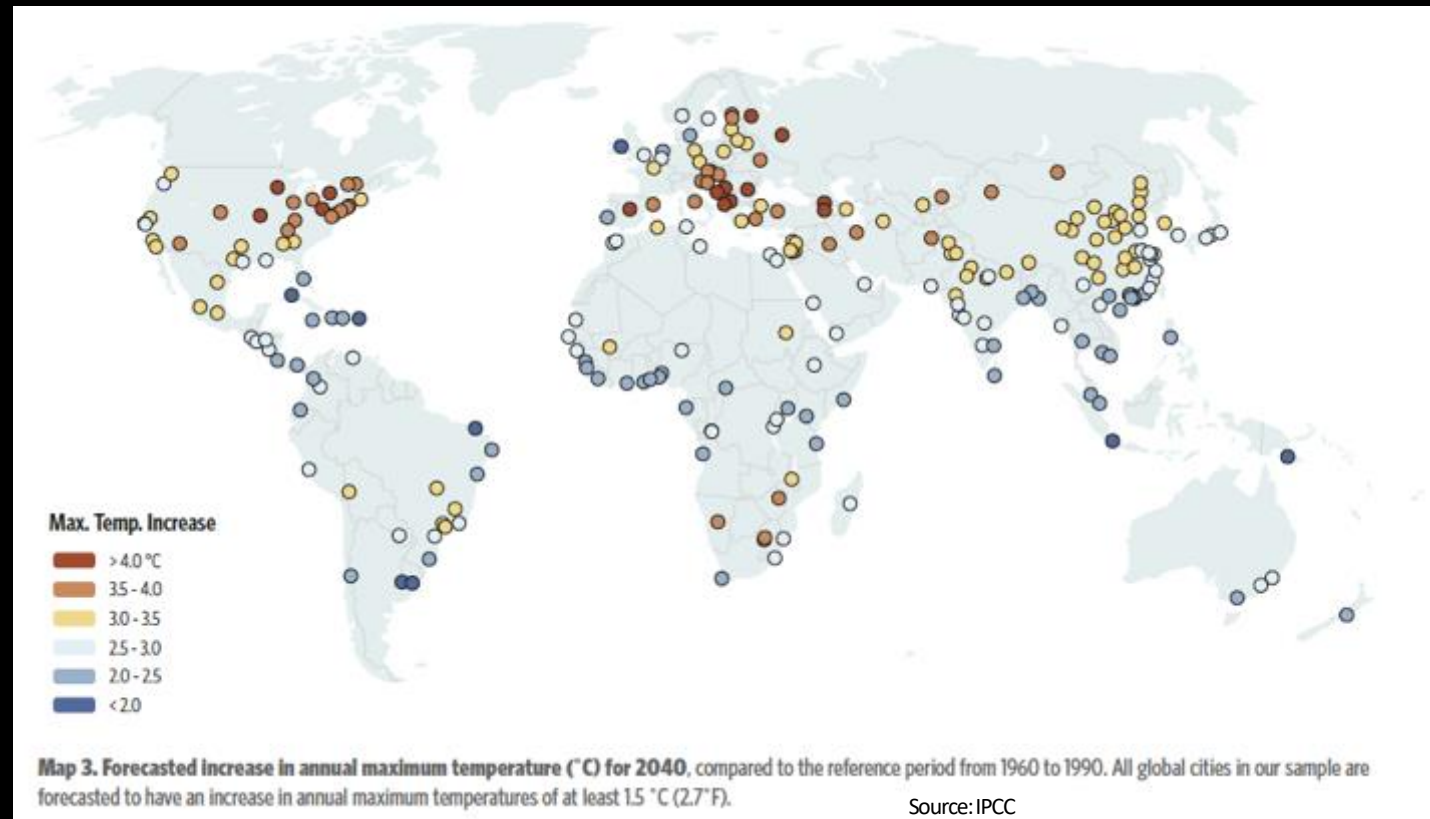 Max. Temp. Increase
>4.0 °C
3.5 - 4.0
3.0 - 3.5
2.5 - 3.0
2.0 - 2.5
< 2.0
Map 3. Forecasted increase in annual maximum temperature (˚C) for 2040, compared to the reference period from 1960 to 1990. All global cities in our sample are
forecasted to have an increase in annual maximum temperatures of at least 1.5 ˚C (2.7˚F).
Source: IPCC